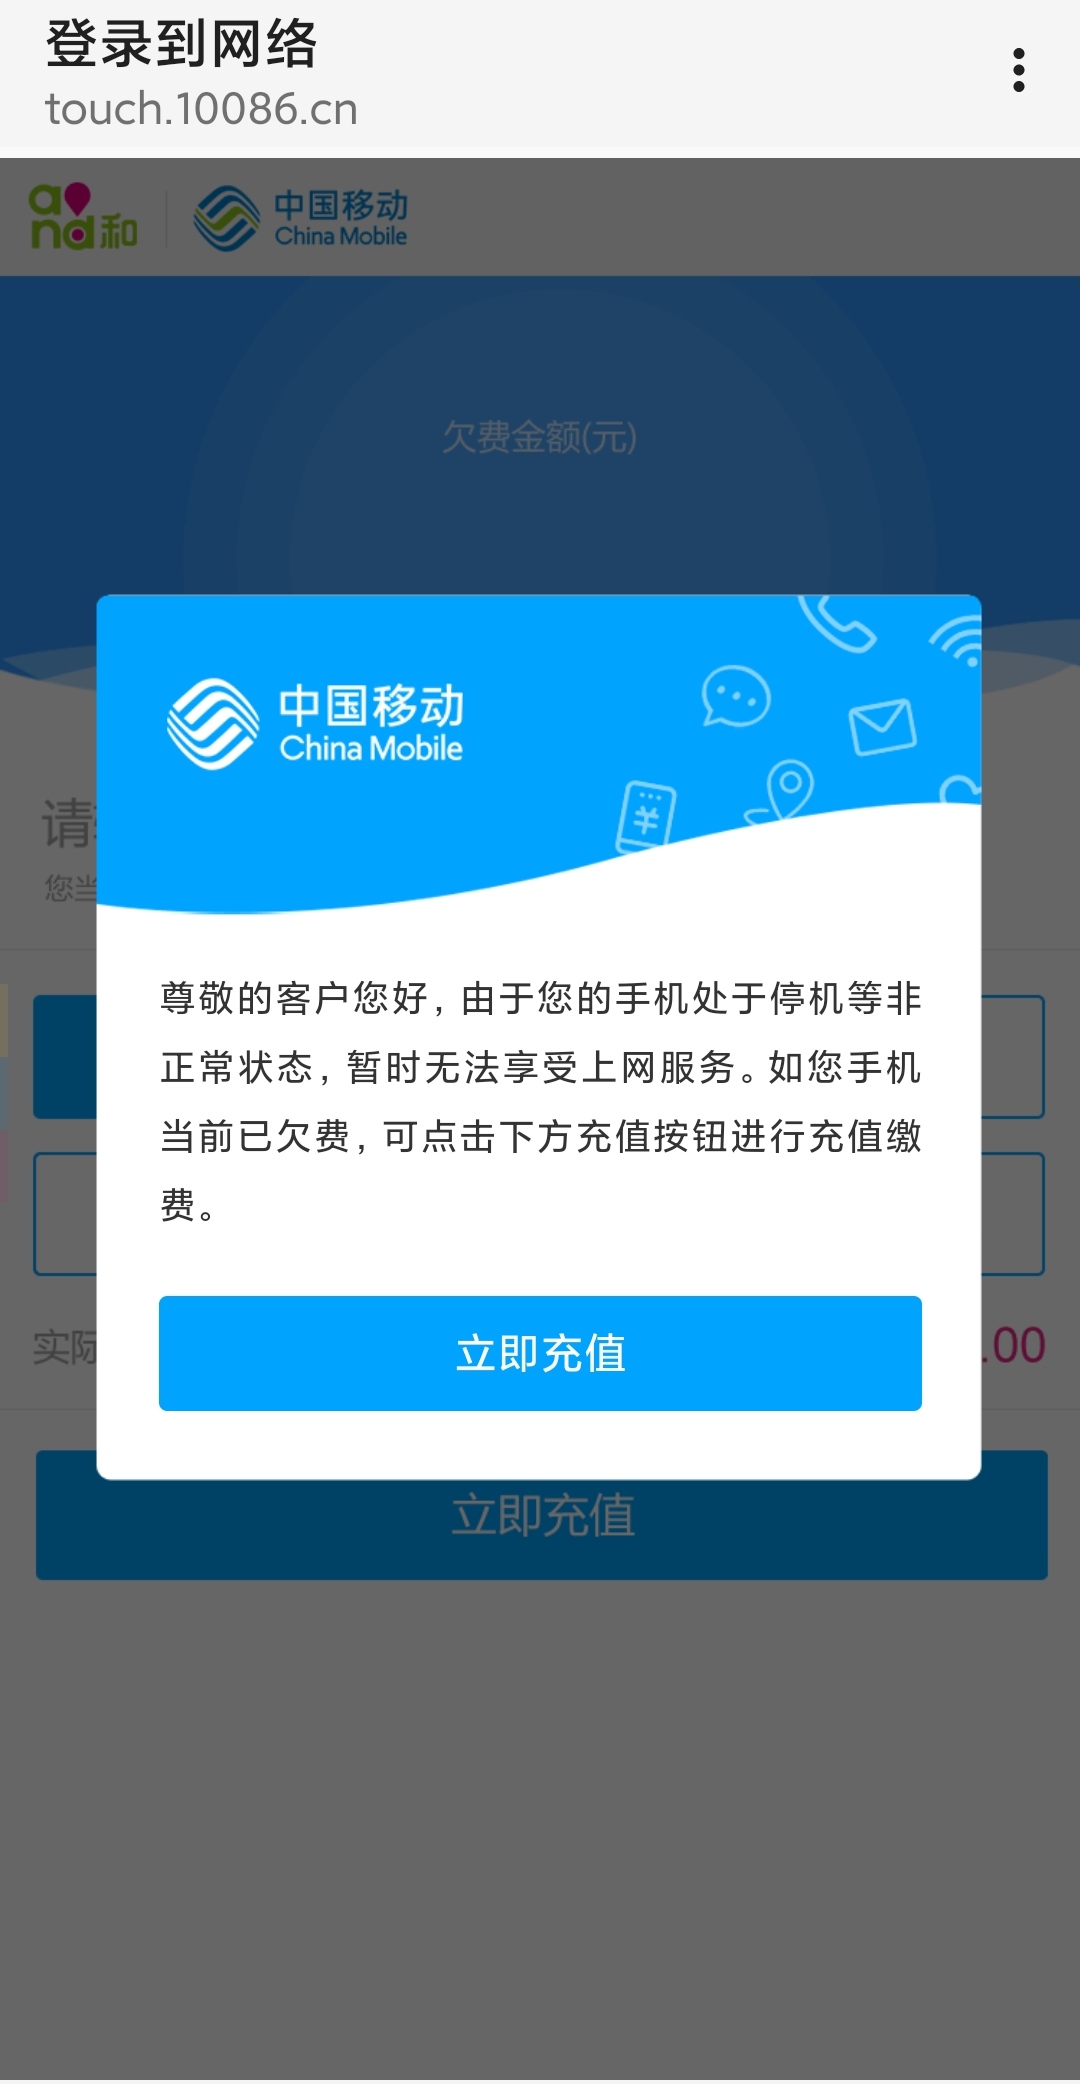 登录到网络
touch.10086.cn
and和
中国移动
China Mobile
欠费金额(元)
中国移动
China Mobile
请
您当
尊敬的客户您好，由于您的手机处于停机等非
正常状态，暂时无法享受上网服务。如您手机
当前已欠费，可点击下方充值按钮进行充值缴
费。
立即充值
实际
.00
立即充值